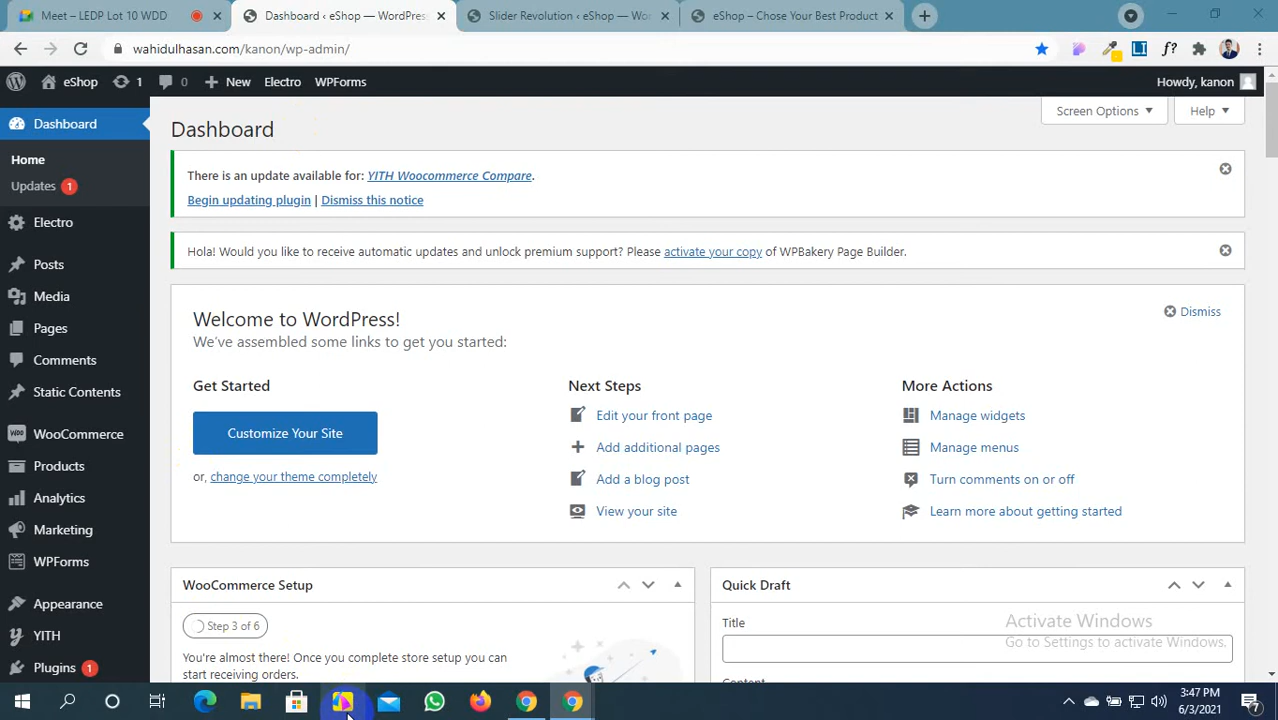 Meet – LEDP Lot 10 WDD
Dashboard ‹ eShop — WordPress
Slider Revolution ‹ eShop — Wo
eShop – Chose Your Best Product
wahidulhasan.com/kanon/wp-admin/
eShop 1 0 New Electro WPForms Howdy, kanon
Dashboard
Home
Updates 1
Electro
Posts
Media
Pages
Comments
Static Contents
WooCommerce
Products
Analytics
Marketing
WPForms
Appearance
YITH
Plugins 1
Dashboard
Screen Options
Help
There is an update available for: YITH Woocommerce Compare.
Begin updating plugin | Dismiss this notice
Hola! Would you like to receive automatic updates and unlock premium support? Please activate your copy of WPBakery Page Builder.
Welcome to WordPress!
We've assembled some links to get you started:
Dismiss
Get Started
Customize Your Site
or, change your theme completely
Next Steps
Edit your front page
Add additional pages
Add a blog post
View your site
More Actions
Manage widgets
Manage menus
Turn comments on or off
Learn more about getting started
WooCommerce Setup
Step 3 of 6
You're almost there! Once you complete store setup you can
start receiving orders.
Quick Draft
Title
Activate Windows
Go to Settings to activate Windows.
3:47 PM
6/3/2021
7